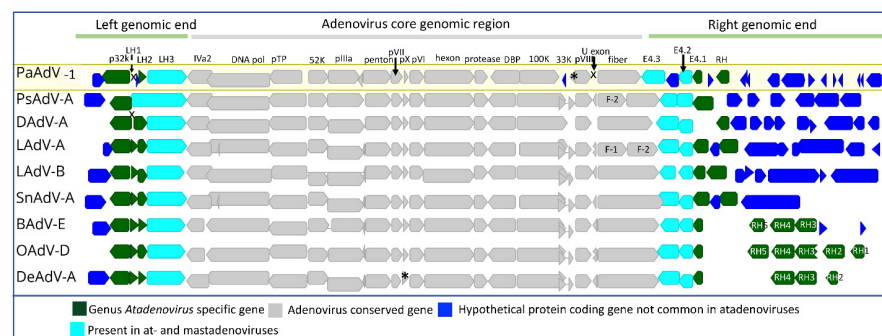 Left genomic end
Adenovirus core genomic region
Right genomic end
p32k LH1 LH2 LH3 IVa2 DNA pol pTP 52K pIIIa penton pVII pX pVI hexon protease DBP 100K 33K pVIII U exon fiber E4.3 E4.2 E4.1 RH
PaAdV -1 x * x
PsAdV-A F-2
DAdV-A x
LAdV-A F-1 F-2
LAdV-B
SnAdV-A
BAdV-E RH5 RH4 RH3
OAdV-D RH5 RH4 RH3 RH2 RH1
DeAdV-A * RH4 RH3 RH2
Genus Atadenovirus specific gene Adenovirus conserved gene Hypothetical protein coding gene not common in atadenoviruses
Present in at- and mastadenoviruses